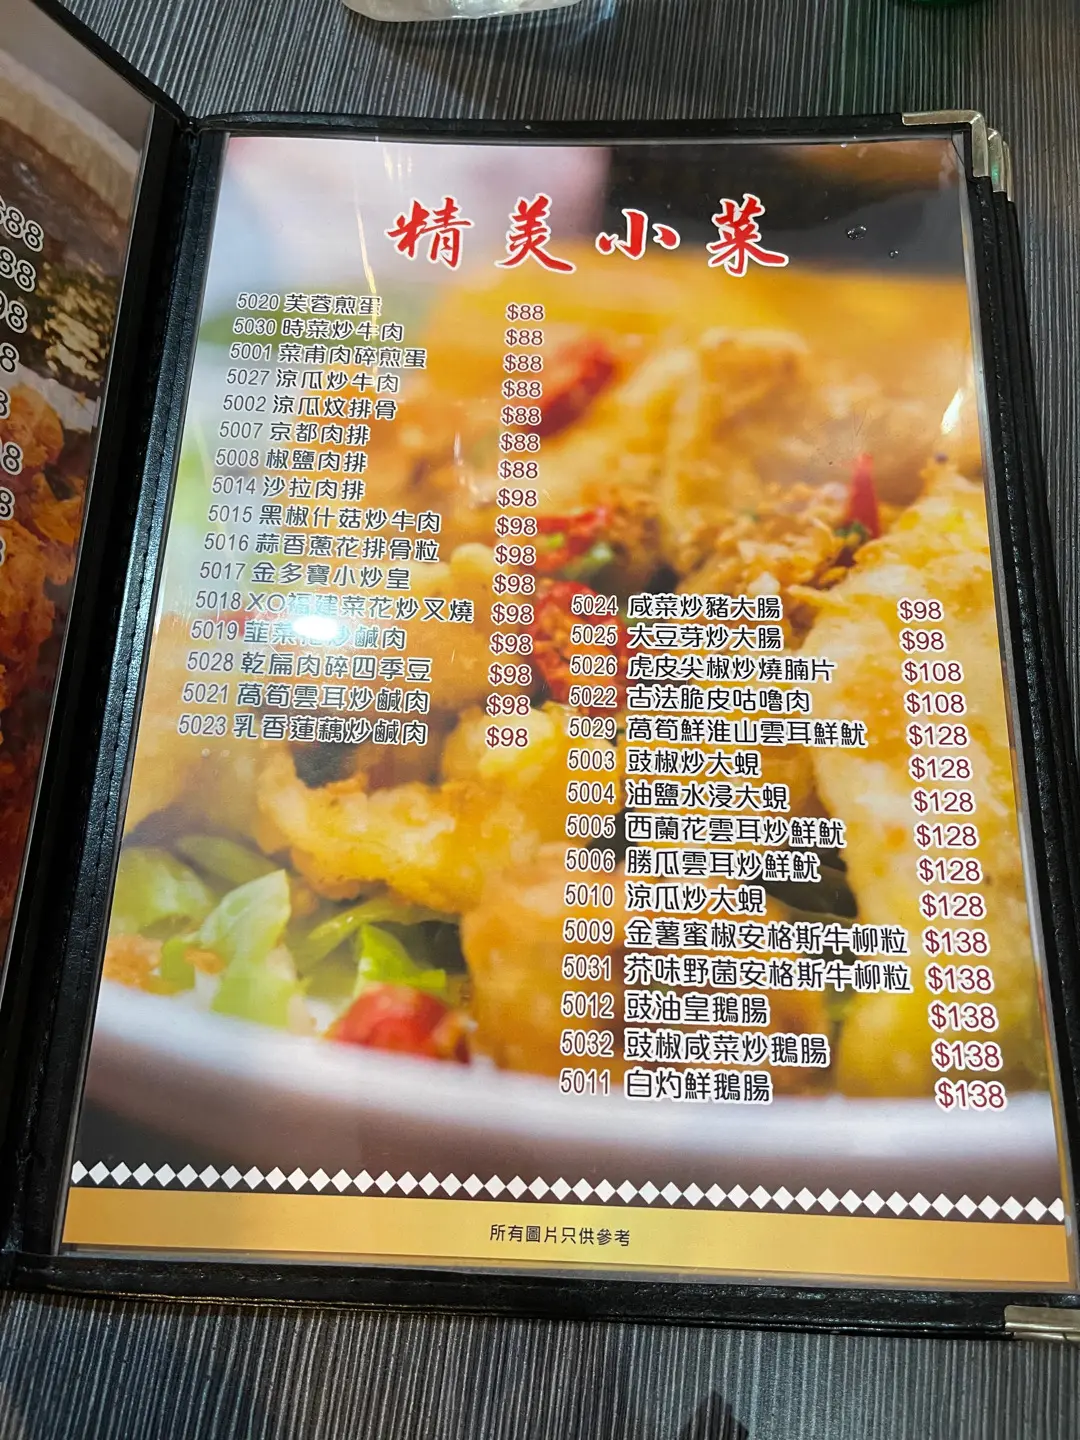 精美小菜
5020 芙蓉煎蛋 $88
5030 時菜炒牛肉 $88
5001 菜甫肉碎煎蛋 $88
5027 涼瓜炒牛肉 $88
5002 涼瓜炆排骨 $88
5007 京都肉排 $88
5008 椒鹽肉排 $88
5014 沙拉肉排 $98
5015 黑椒什菇炒牛肉 $98
5016 蒜香蔥花排骨粒 $98
5017 金多寶小炒皇 $98
5018 XO福建菜花炒叉燒 $98
5019 韮菜花炒鹹肉 $98
5028 乾扁肉碎四季豆 $98
5021 萵筍雲耳炒鹹肉 $98
5023 乳香蓮藕炒鹹肉 $98
5024 咸菜炒豬大腸 $98
5025 大豆芽炒大腸 $98
5026 虎皮尖椒炒燒腩片 $108
5022 古法脆皮咕嚕肉 $108
5029 萵筍鮮淮山雲耳鮮魷 $128
5003 豉椒炒大蜆 $128
5004 油鹽水浸大蜆 $128
5005 西蘭花雲耳炒鮮魷 $128
5006 勝瓜雲耳炒鮮魷 $128
5010 涼瓜炒大蜆 $128
5009 金薯蜜椒安格斯牛柳粒 $138
5031 芥味野菌安格斯牛柳粒 $138
5012 豉油皇鵝腸 $138
5032 豉椒咸菜炒鵝腸 $138
5011 白灼鮮鵝腸 $138
所有圖片只供參考